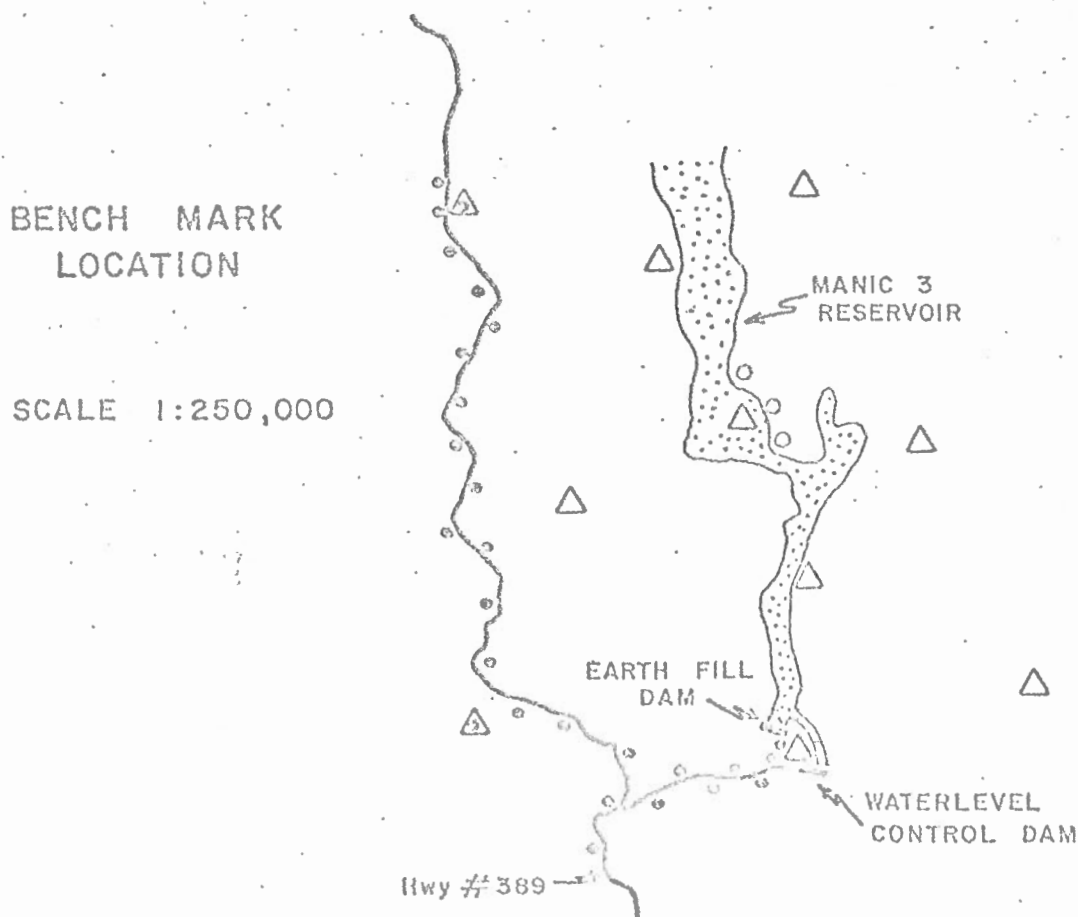 BENCH MARK
LOCATION
SCALE 1:250,000
MANIC 3
RESERVOIR
EARTH FILL
DAM
WATERLEVEL
CONTROL DAM
Hwy #389